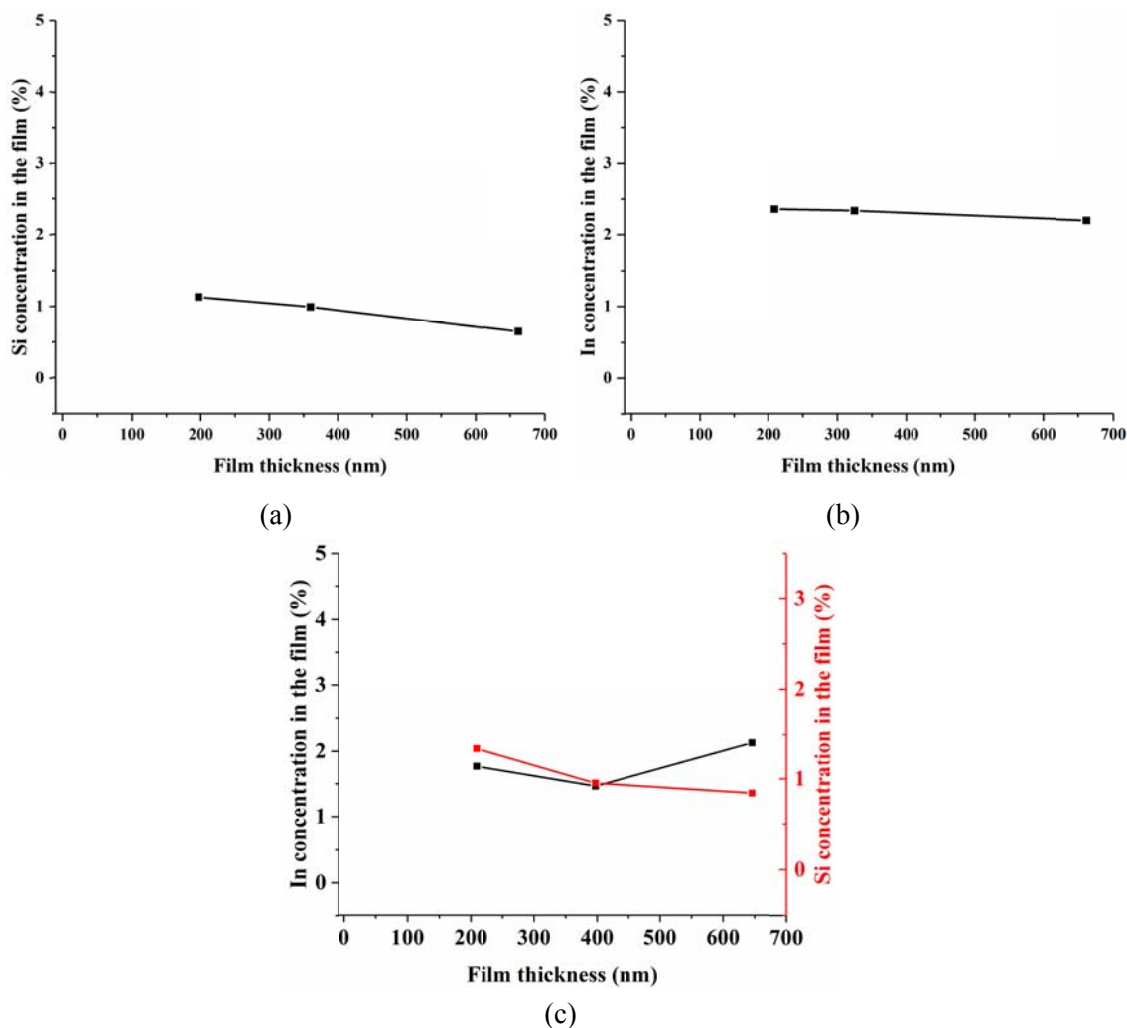 5
4
3
2
1
0
Si concentration in the film (%)
0 100 200 300 400 500 600 700
Film thickness (nm)
(a)
5
4
3
2
1
0
In concentration in the film (%)
0 100 200 300 400 500 600 700
Film thickness (nm)
(b)
5
4
3
2
1
0
In concentration in the film (%)
3
2
1
0
Si concentration in the film (%)
0 100 200 300 400 500 600 700
Film thickness (nm)
(c)